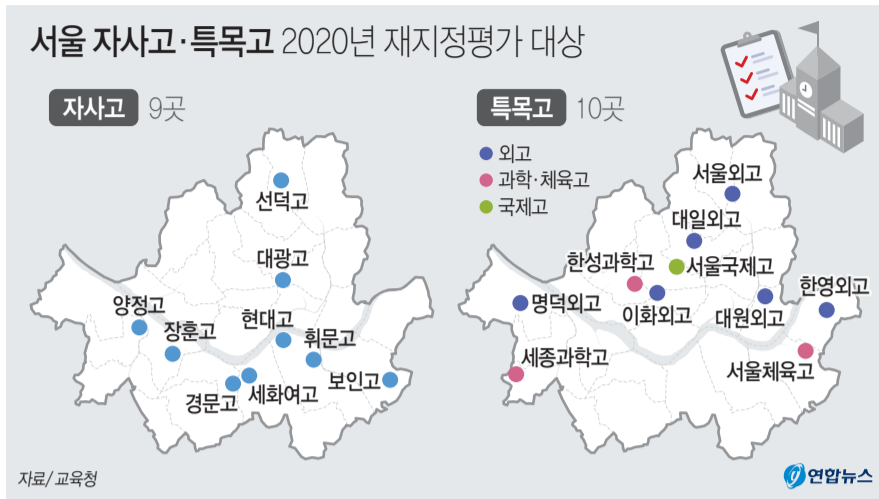 서울 자사고·특목고 2020년 재지정평가 대상
자사고 9곳
선덕고
대광고
양정고
장훈고
현대고
휘문고
경문고
세화여고
보인고
특목고 10곳
외고
과학·체육고
국제고
서울외고
대일외고
한성과학고
서울국제고
한영외고
명덕외고
이화외고
대원외고
세종과학고
서울체육고
자료/교육청
연합뉴스